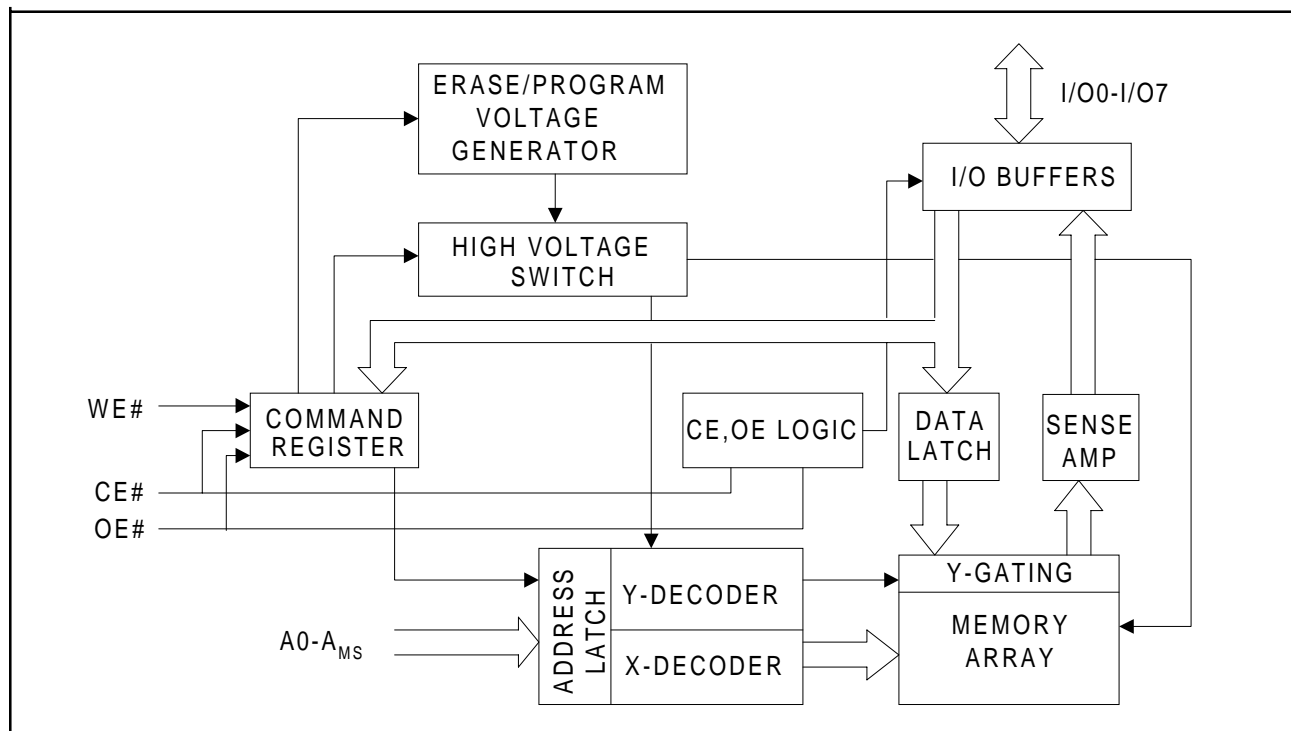 ERASE/PROGRAM
VOLTAGE
GENERATOR
I/O0-I/O7
I/O BUFFERS
HIGH VOLTAGE
SWITCH
WE#
COMMAND
REGISTER
CE,OE LOGIC
DATA
LATCH
SENSE
AMP
CE#
OE#
ADDRESS
LATCH
Y-DECODER
Y-GATING
A0-AMS
X-DECODER
MEMORY
ARRAY